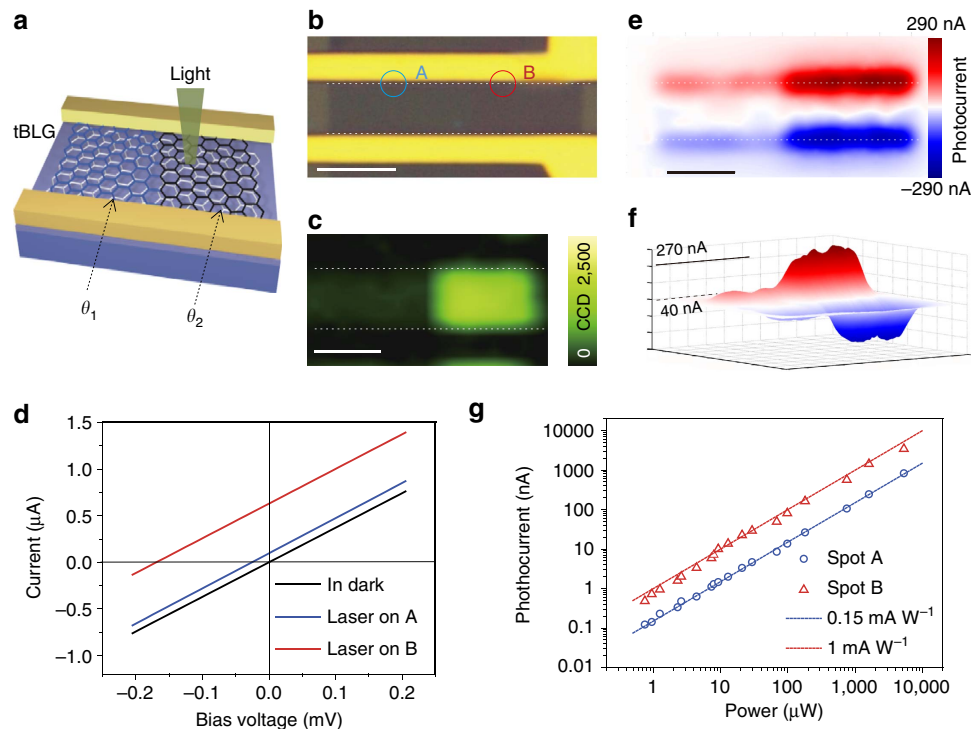 a
Light
tBLG
θ1
θ2
b
A
B
c
0 CCD 2,500
d
Current (μA)
1.5
1.0
0.5
0.0
−0.5
−1.0
−0.2
−0.1
0.0
0.1
0.2
Bias voltage (mV)
In dark
Laser on A
Laser on B
e
290 nA
Photocurrent
−290 nA
f
270 nA
40 nA
g
Phothocurrent (nA)
10000
1000
100
10
1
0.1
0.01
1
10
100
1,000
10,000
Power (μW)
Spot A
Spot B
0.15 mA W⁻¹
1 mA W⁻¹